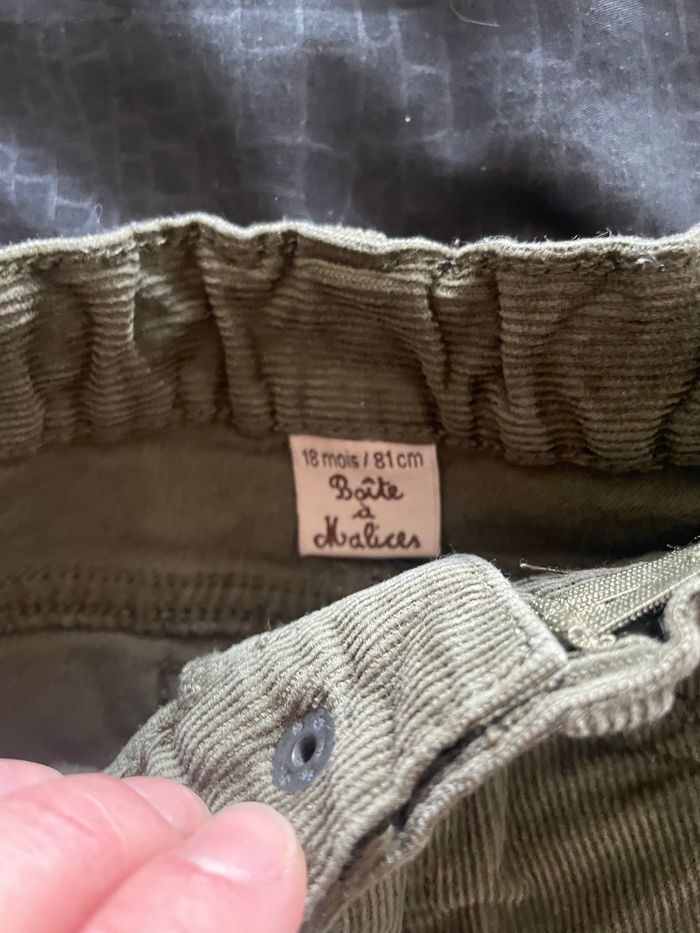 18 mois / 81 cm
Boîte
à
Malices